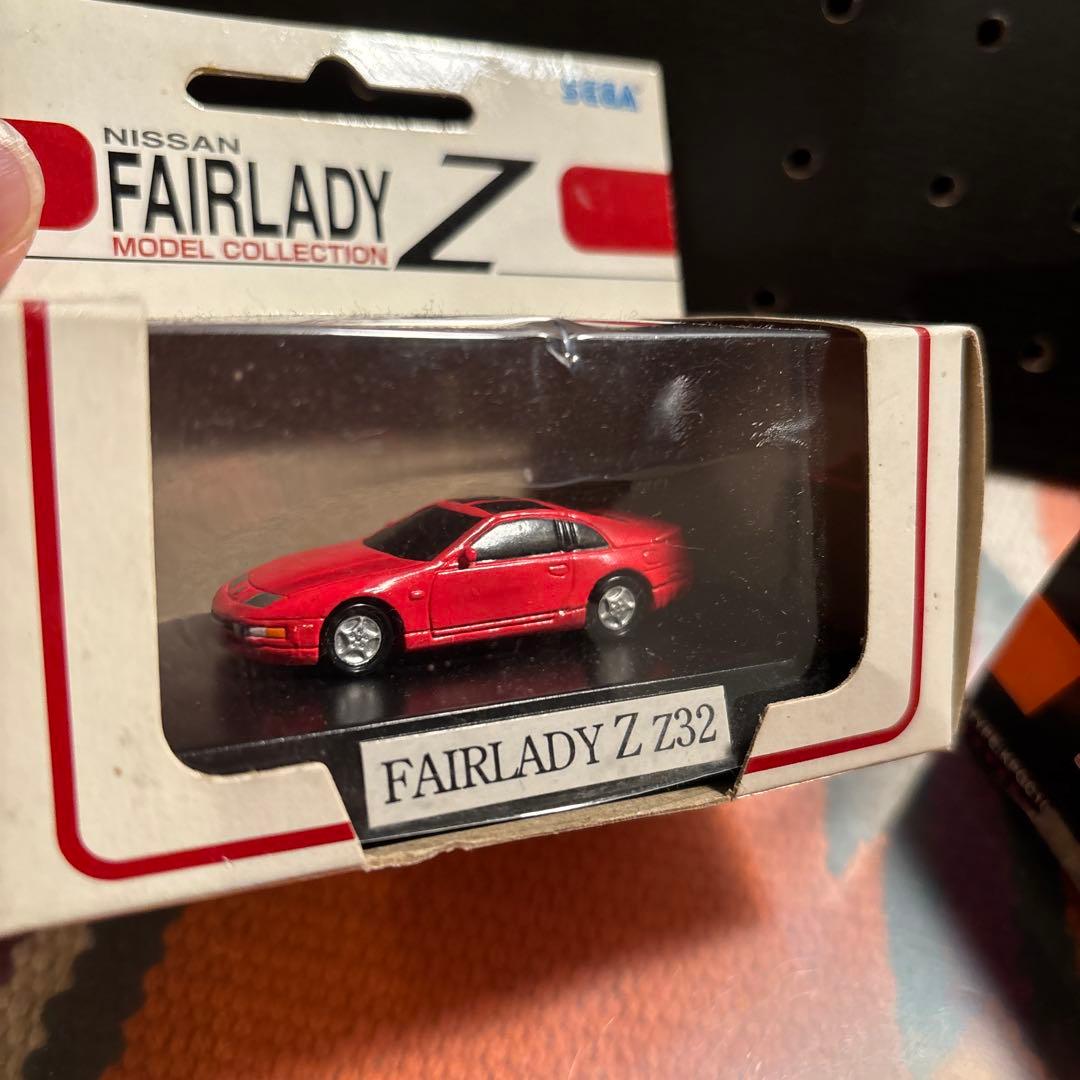 SEGA
NISSAN
FAIRLADY Z
MODEL COLLECTION
FAIRLADY Z Z32